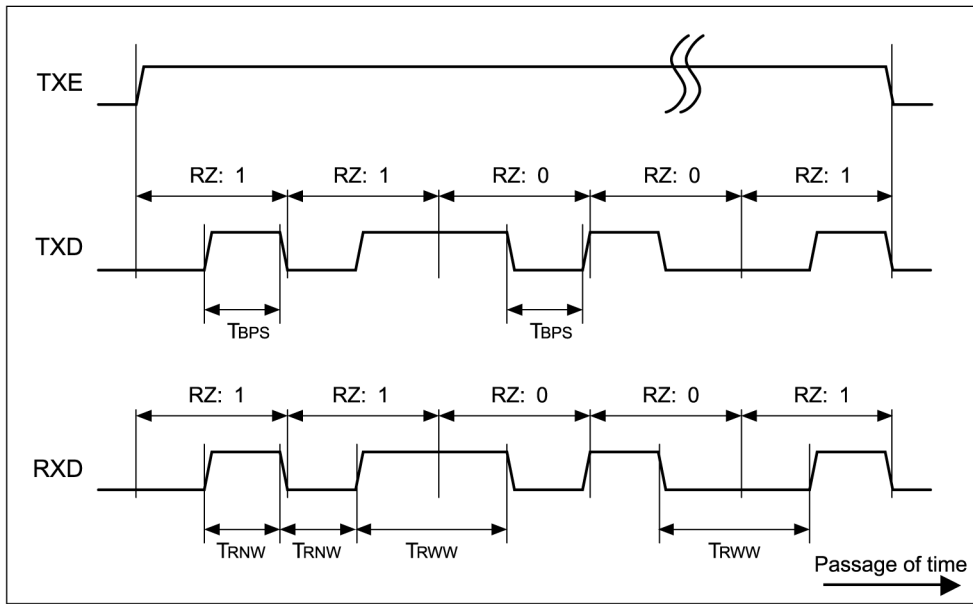 TXE
RZ: 1 RZ: 1 RZ: 0 RZ: 0 RZ: 1
TXD
TBPS TBPS
RZ: 1 RZ: 1 RZ: 0 RZ: 0 RZ: 1
RXD
TRNW TRNW TRWW TRWW
Passage of time